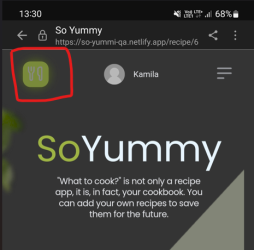 13:30
68%
So Yummy
https://so-yummi-qa.netlify.app/recipe/6
Kamila
SoYummy
"What to cook?" is not only a recipe
app, it is, in fact, your cookbook. You
can add your own recipes to save
them for the future.